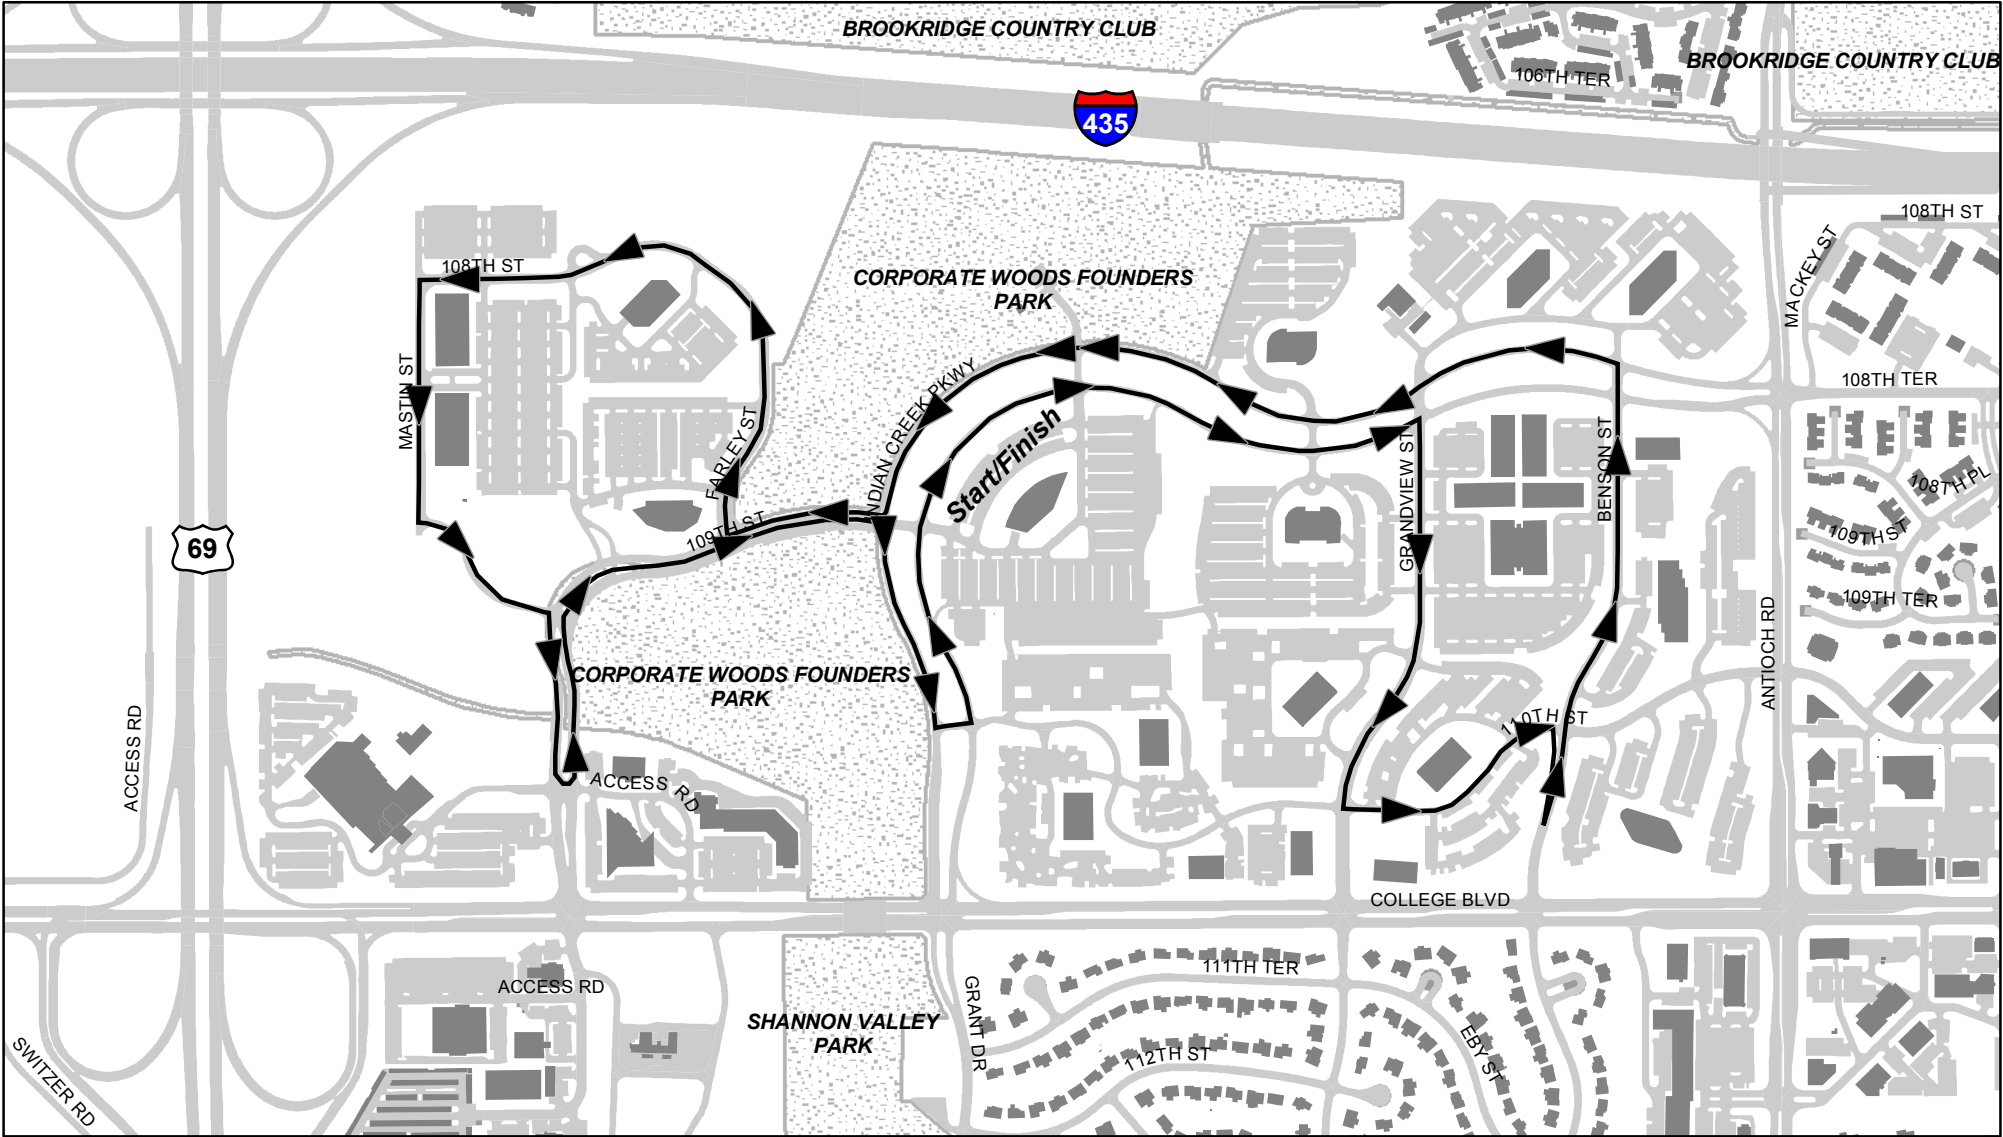 BROOKRIDGE COUNTRY CLUB
BROOKRIDGE COUNTRY CLUB
106TH TER
435
108TH ST
MACKEY ST
108TH ST
CORPORATE WOODS FOUNDERS
PARK
MASTIN ST
INDIAN CREEK PKWY
108TH TER
FARLEY ST
Start/Finish
GRANDVIEW ST
BENSON ST
108TH PL
109TH ST
109TH ST
69
109TH TER
ANTIOCH RD
CORPORATE WOODS FOUNDERS
PARK
110TH ST
ACCESS RD
ACCESS RD
COLLEGE BLVD
111TH TER
ACCESS RD
GRANT DR
SHANNON VALLEY
PARK
112TH ST
EBY ST
SWITZER RD